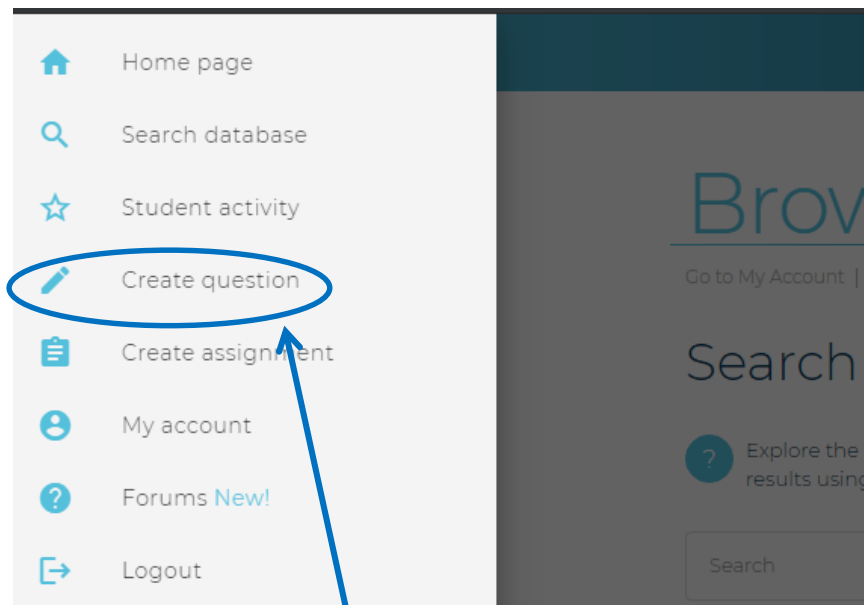 Home page
Search database
Student activity
Create question
Create assignment
My account
Forums New!
Logout
Go to My Account |
Search
?
Explore the
results using
Search